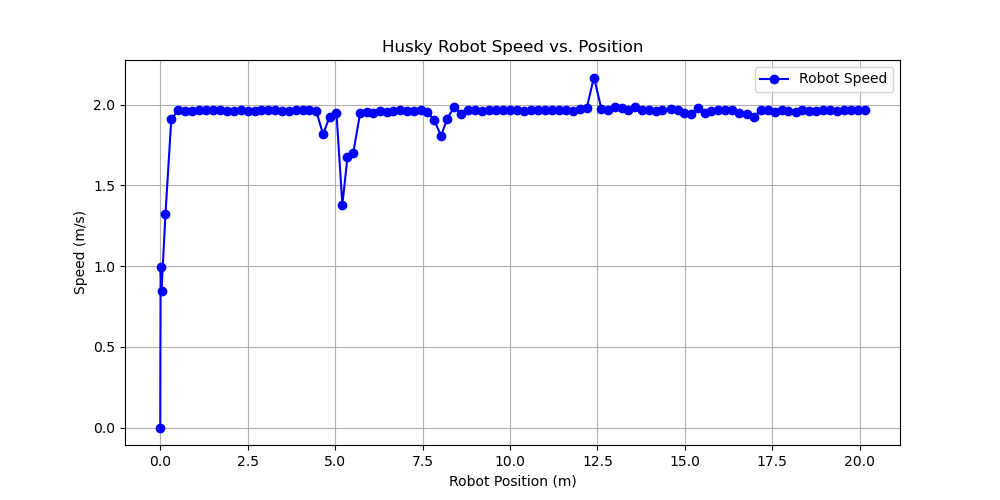 Husky Robot Speed vs. Position
Robot Speed
Speed (m/s)
2.0
1.5
1.0
0.5
0.0
0.0 2.5 5.0 7.5 10.0 12.5 15.0 17.5 20.0
Robot Position (m)